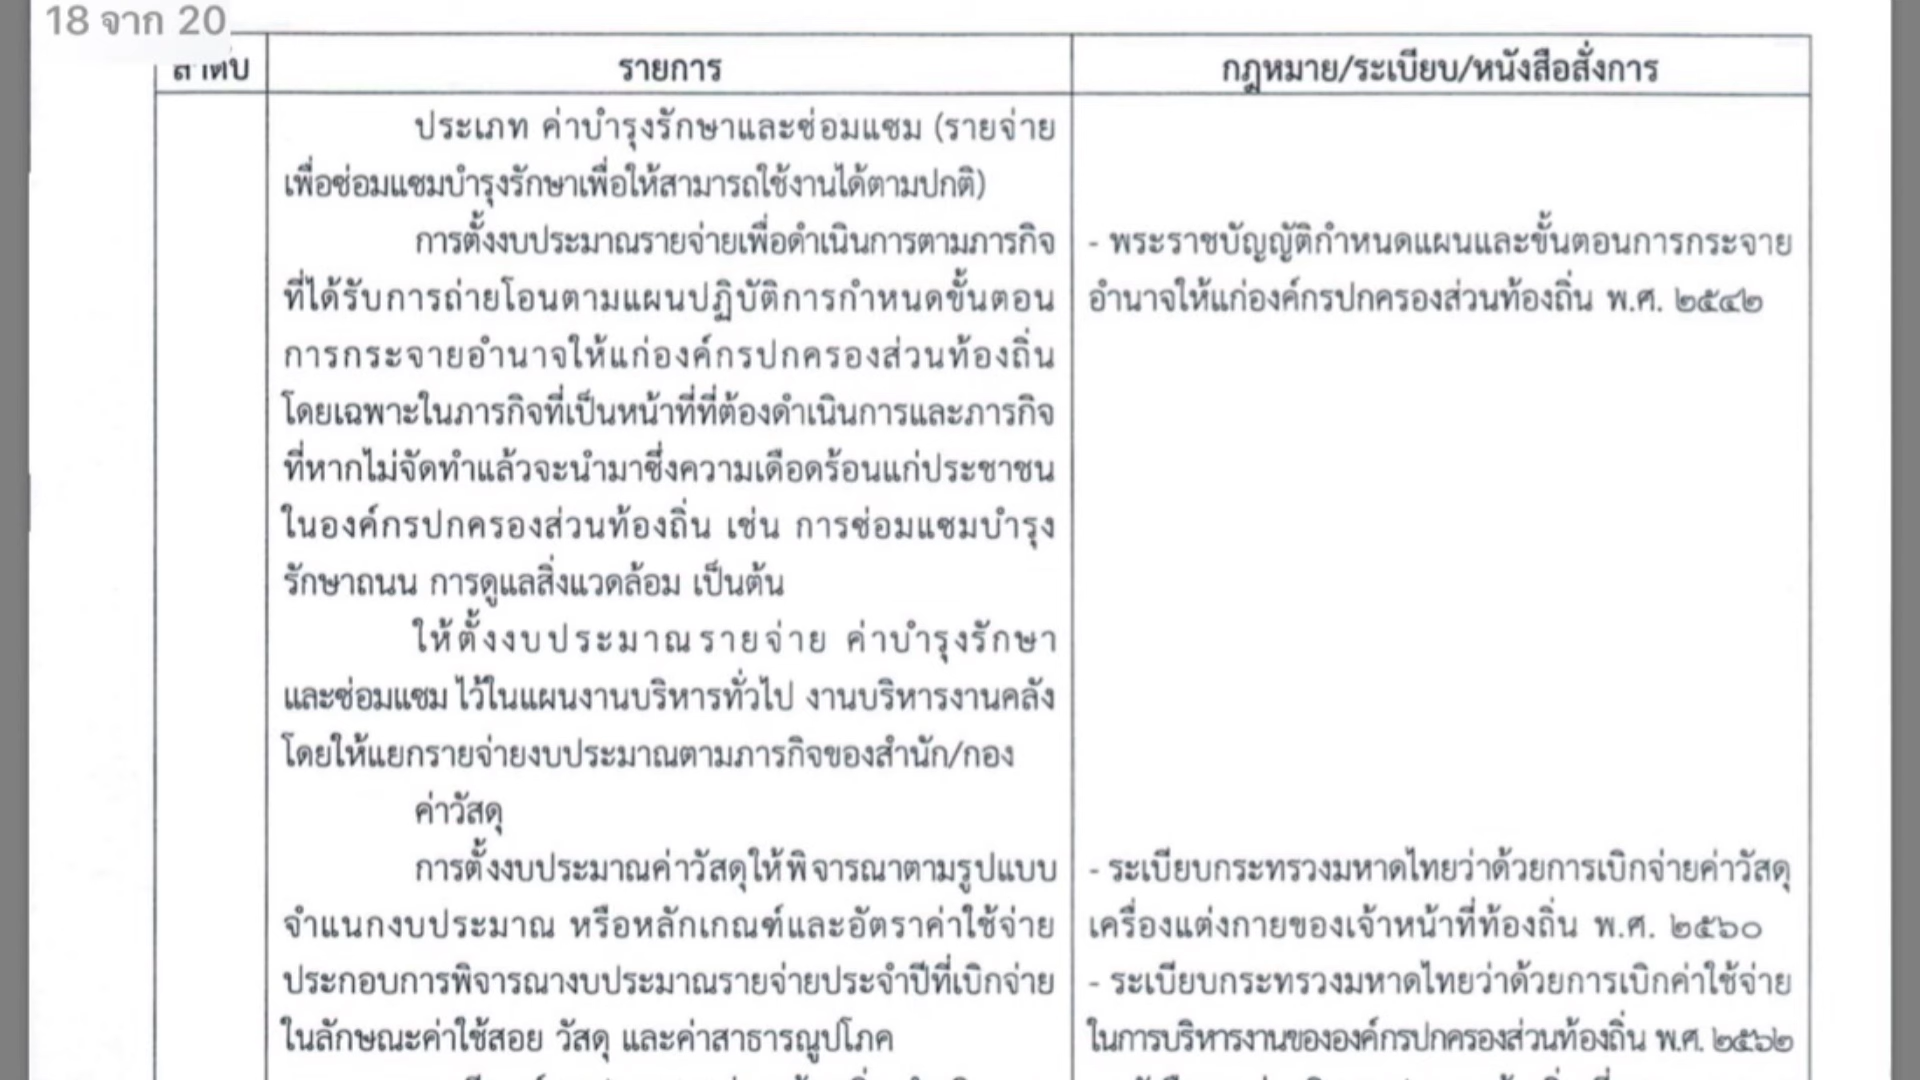 18 จาก 20
ลำดับ
รายการ
กฎหมาย/ระเบียบ/หนังสือสั่งการ
ประเภท ค่าบำรุงรักษาและซ่อมแซม (รายจ่าย
เพื่อซ่อมแซมบำรุงรักษาเพื่อให้สามารถใช้งานได้ตามปกติ)
การตั้งงบประมาณรายจ่ายเพื่อดำเนินการตามภารกิจ
ที่ได้รับการถ่ายโอนตามแผนปฏิบัติการกำหนดขั้นตอน
การกระจายอำนาจให้แก่องค์กรปกครองส่วนท้องถิ่น
โดยเฉพาะในภารกิจที่เป็นหน้าที่ที่ต้องดำเนินการและภารกิจ
ที่หากไม่จัดทำแล้วจะนำมาซึ่งความเดือดร้อนแก่ประชาชน
ในองค์กรปกครองส่วนท้องถิ่น เช่น การซ่อมแซมบำรุง
รักษาถนน การดูแลสิ่งแวดล้อม เป็นต้น
ให้ตั้งงบประมาณรายจ่าย ค่าบำรุงรักษา
และซ่อมแซม ไว้ในแผนงานบริหารทั่วไป งานบริหารงานคลัง
โดยให้แยกรายจ่ายงบประมาณตามภารกิจของสำนัก/กอง
ค่าวัสดุ
การตั้งงบประมาณค่าวัสดุให้พิจารณาตามรูปแบบ
จำแนกงบประมาณ หรือหลักเกณฑ์และอัตราค่าใช้จ่าย
ประกอบการพิจารณางบประมาณรายจ่ายประจำปีที่เบิกจ่าย
ในลักษณะค่าใช้สอย วัสดุ และค่าสาธารณูปโภค
- พระราชบัญญัติกำหนดแผนและขั้นตอนการกระจาย
อำนาจให้แก่องค์กรปกครองส่วนท้องถิ่น พ.ศ. ๒๕๔๒
- ระเบียบกระทรวงมหาดไทยว่าด้วยการเบิกจ่ายค่าวัสดุ
เครื่องแต่งกายของเจ้าหน้าที่ท้องถิ่น พ.ศ. ๒๕๖๐
- ระเบียบกระทรวงมหาดไทยว่าด้วยการเบิกค่าใช้จ่าย
ในการบริหารงานขององค์กรปกครองส่วนท้องถิ่น พ.ศ. ๒๕๖๒